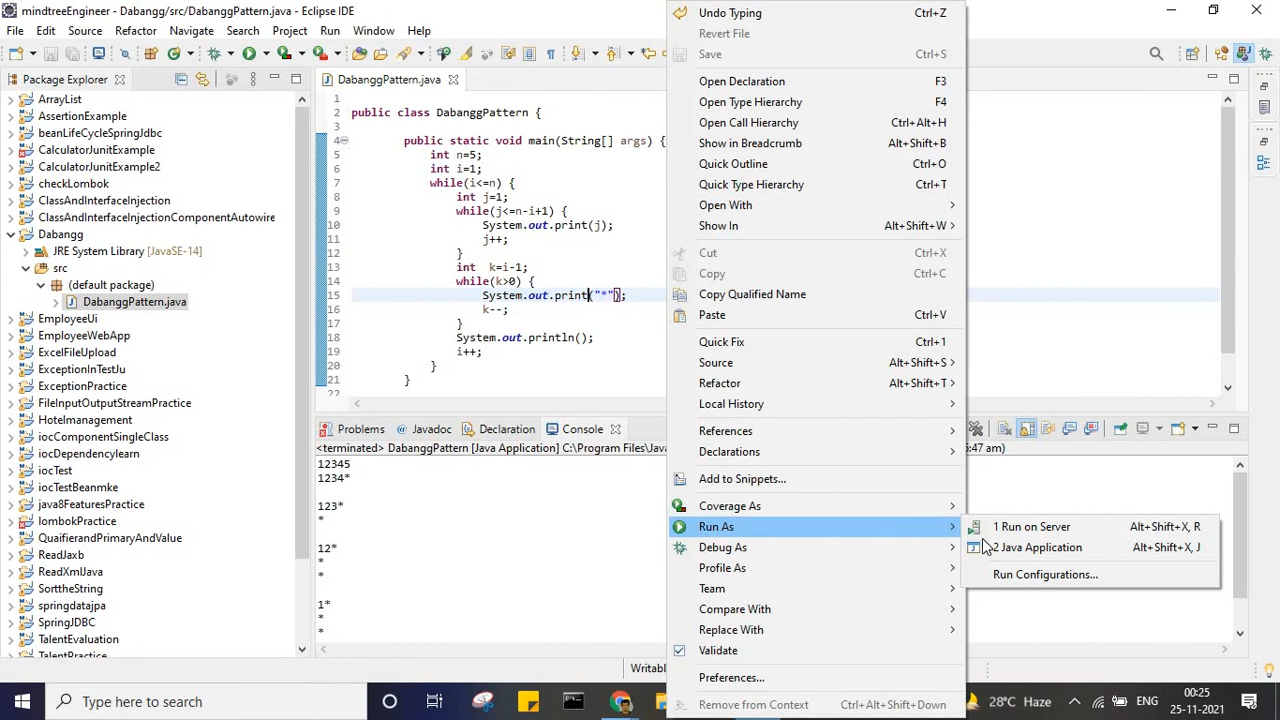 mindtreeEngineer - Dabangg/src/DabanggPattern.java - Eclipse IDE
File Edit Source Refactor Navigate Search Project Run Window Help
Package Explorer
ArrayList
AssertionExample
beanLifeCycleSpringJdbc
CalculatorJunitExample
CalculatorJunitExample2
checkLombok
ClassAndInterfaceInjection
ClassAndInterfaceInjectionComponentAutowire
Dabangg
JRE System Library [JavaSE-14]
src
(default package)
DabanggPattern.java
EmployeeUi
EmployeeWebApp
ExcelFileUpload
ExceptionInTestJu
ExceptionPractice
FileInputOutputStreamPractice
Hotelmanagement
iocComponentSingleClass
iocDependencylearn
iocTest
iocTestBeanmke
java8FeaturesPractice
lombokPractice
QuaifierandPrimaryAndValue
ReadJaxb
ReadXmlJava
SorttheString
springdatajpa
SpringJDBC
TalentEvaluation
TalentPractice
DabanggPattern.java
1
2 public class DabanggPattern {
3
4 public static void main(String[] args) {
5 int n=5;
6 int i=1;
7 while(i<=n) {
8 int j=1;
9 while(j<=n-i+1) {
10 System.out.print(j);
11 j++;
12 }
13 int k=i-1;
14 while(k>0) {
15 System.out.print("*");
16 k--;
17 }
18 System.out.println();
19 i++;
20 }
21 }
22
Problems Javadoc Declaration Console
<terminated> DabanggPattern [Java Application] C:\Program Files\Java
:47 am)
12345
1234*
123*
*
12*
*
*
1*
*
*
Undo Typing Ctrl+Z
Revert File
Save Ctrl+S
Open Declaration F3
Open Type Hierarchy F4
Open Call Hierarchy Ctrl+Alt+H
Show in Breadcrumb Alt+Shift+B
Quick Outline Ctrl+O
Quick Type Hierarchy Ctrl+T
Open With
Show In Alt+Shift+W
Cut Ctrl+X
Copy Ctrl+C
Copy Qualified Name
Paste Ctrl+V
Quick Fix Ctrl+1
Source Alt+Shift+S
Refactor Alt+Shift+T
Local History
References
Declarations
Add to Snippets...
Coverage As
Run As
Debug As
Profile As
Team
Compare With
Replace With
Validate
Preferences...
Remove from Context Ctrl+Alt+Shift+Down
1 Run on Server Alt+Shift+X, R
2 Java Application Alt+Shift+X, J
Run Configurations...
Writabl
Type here to search
28°C Haze ENG 00:25
25-11-2021